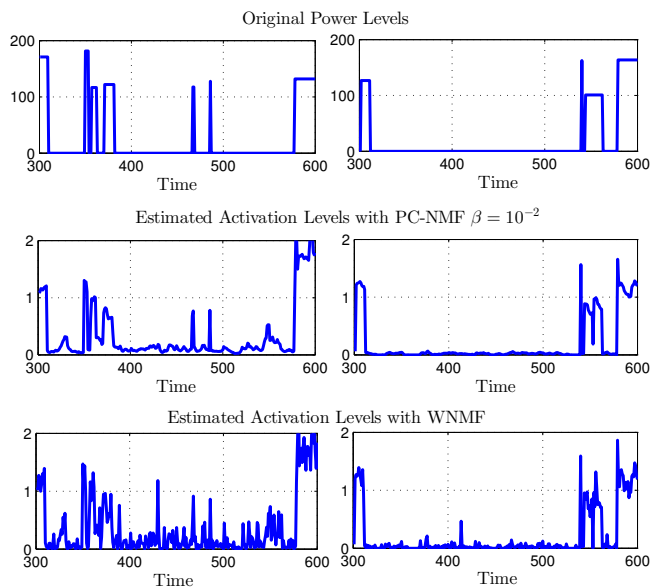 Original Power Levels
200
100
0
300 400 500 600
Time
200
100
0
300 400 500 600
Time
Estimated Activation Levels with PC-NMF β = 10⁻²
2
1
0
300 400 500 600
Time
2
1
0
300 400 500 600
Time
Estimated Activation Levels with WNMF
2
1
0
300 400 500 600
Time
2
1
0
300 400 500 600
Time